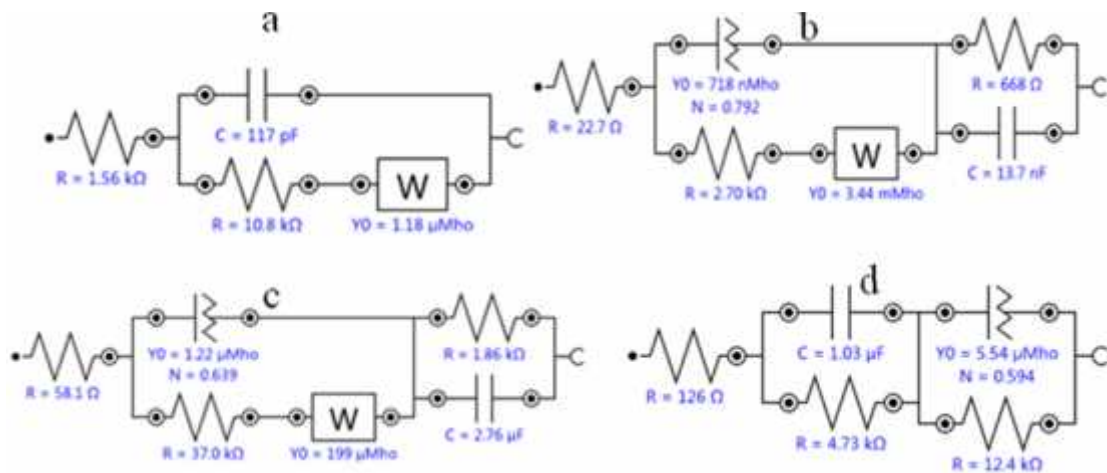 a
C = 117 pF
R = 1.56 kΩ
R = 10.8 kΩ
W
Y0 = 1.18 µMho
b
Y0 = 718 nMho
N = 0.792
R = 22.7 Ω
R = 2.70 kΩ
W
Y0 = 3.44 mMho
R = 668 Ω
C = 13.7 nF
c
Y0 = 1.22 µMho
N = 0.639
R = 58.1 Ω
R = 37.0 kΩ
W
Y0 = 199 µMho
R = 1.86 kΩ
C = 2.76 µF
d
C = 1.03 µF
R = 126 Ω
R = 4.73 kΩ
Y0 = 5.54 µMho
N = 0.594
R = 12.4 kΩ